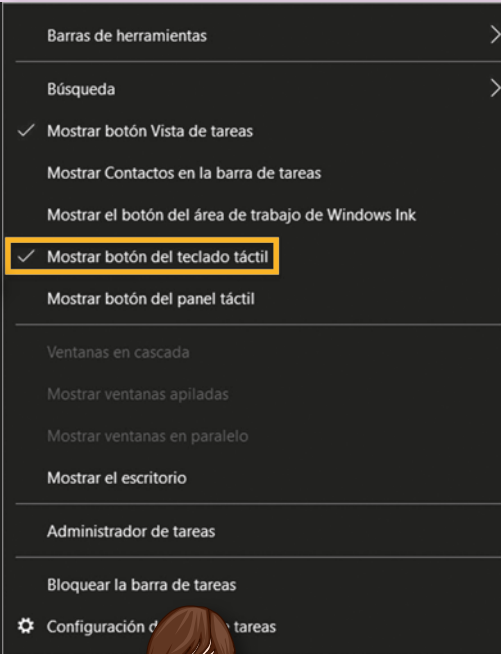 Barras de herramientas
Búsqueda
Mostrar botón Vista de tareas
Mostrar Contactos en la barra de tareas
Mostrar el botón del área de trabajo de Windows Ink
Mostrar botón del teclado táctil
Mostrar botón del panel táctil
Ventanas en cascada
Mostrar ventanas apiladas
Mostrar ventanas en paralelo
Mostrar el escritorio
Administrador de tareas
Bloquear la barra de tareas
Configuración tareas